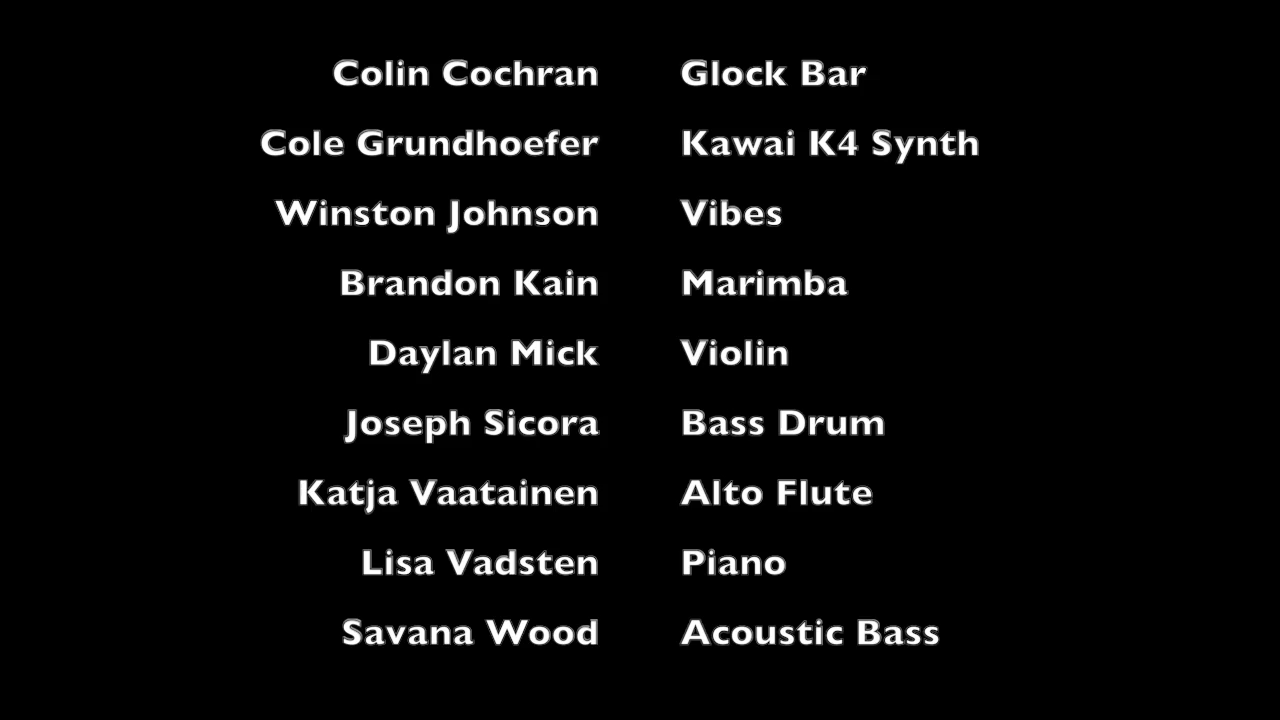 Colin Cochran Glock Bar
Cole Grundhoefer Kawai K4 Synth
Winston Johnson Vibes
Brandon Kain Marimba
Daylan Mick Violin
Joseph Sicora Bass Drum
Katja Vaatainen Alto Flute
Lisa Vadsten Piano
Savana Wood Acoustic Bass